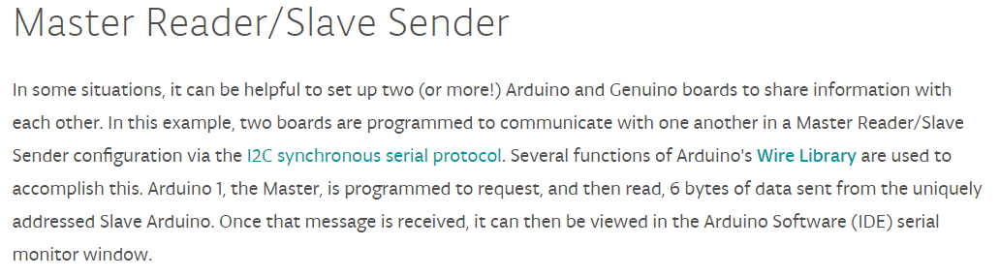 Master Reader/Slave Sender
In some situations, it can be helpful to set up two (or more!) Arduino and Genuino boards to share information with
each other. In this example, two boards are programmed to communicate with one another in a Master Reader/Slave
Sender configuration via the I2C synchronous serial protocol. Several functions of Arduino's Wire Library are used to
accomplish this. Arduino 1, the Master, is programmed to request, and then read, 6 bytes of data sent from the uniquely
addressed Slave Arduino. Once that message is received, it can then be viewed in the Arduino Software (IDE) serial
monitor window.